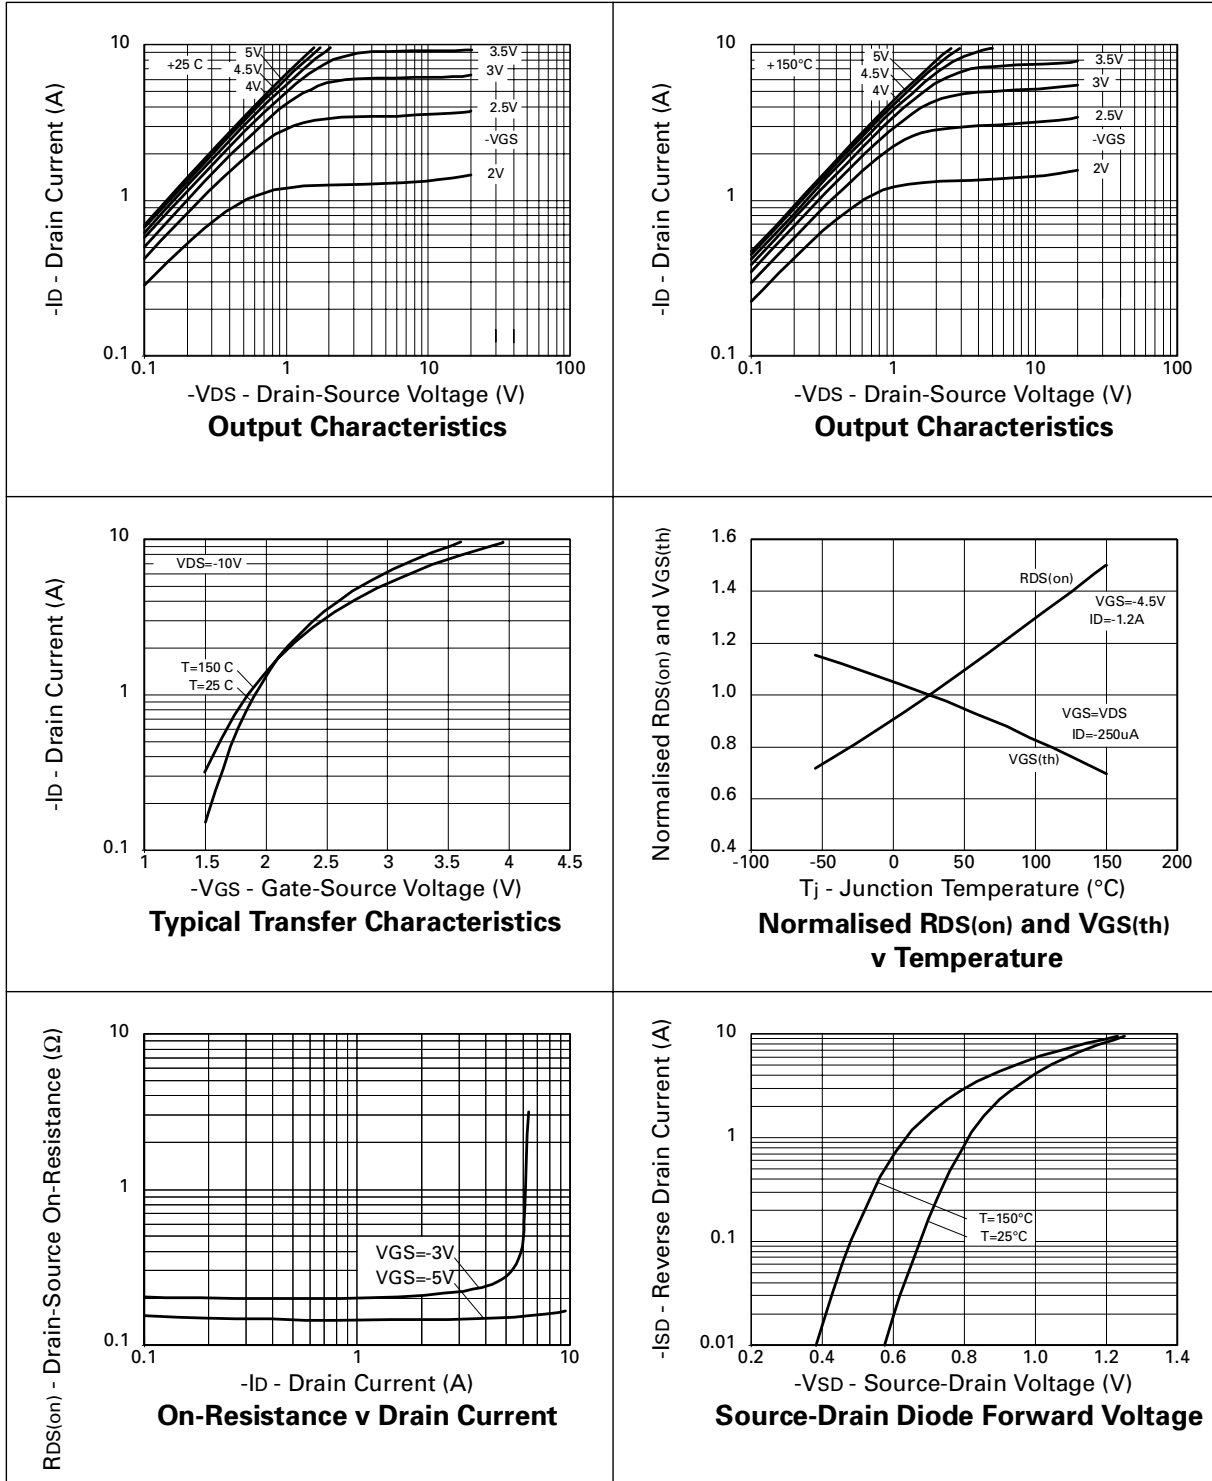 -ID - Drain Current (A)
10
1
0.1
+25 C
5V
4.5V
4V
3.5V
3V
2.5V
-VGS
2V
0.1 1 10 100
-VDS - Drain-Source Voltage (V)
Output Characteristics
-ID - Drain Current (A)
10
1
0.1
+150°C
5V
4.5V
4V
3.5V
3V
2.5V
-VGS
2V
0.1 1 10 100
-VDS - Drain-Source Voltage (V)
Output Characteristics
-ID - Drain Current (A)
10
1
0.1
VDS=-10V
T=150 C
T=25 C
1 1.5 2 2.5 3 3.5 4 4.5
-VGS - Gate-Source Voltage (V)
Typical Transfer Characteristics
Normalised RDS(on) and VGS(th)
1.6
1.4
1.2
1.0
0.8
0.6
0.4
RDS(on)
VGS=-4.5V
ID=-1.2A
VGS=VDS
ID=-250uA
VGS(th)
-100 -50 0 50 100 150 200
Tj - Junction Temperature (°C)
Normalised RDS(on) and VGS(th)
v Temperature
RDS(on) - Drain-Source On-Resistance (Ω)
10
1
0.1
VGS=-3V
VGS=-5V
0.1 1 10
-ID - Drain Current (A)
On-Resistance v Drain Current
-ISD - Reverse Drain Current (A)
10
1
0.1
0.01
T=150°C
T=25°C
0.2 0.4 0.6 0.8 1.0 1.2 1.4
-VSD - Source-Drain Voltage (V)
Source-Drain Diode Forward Voltage